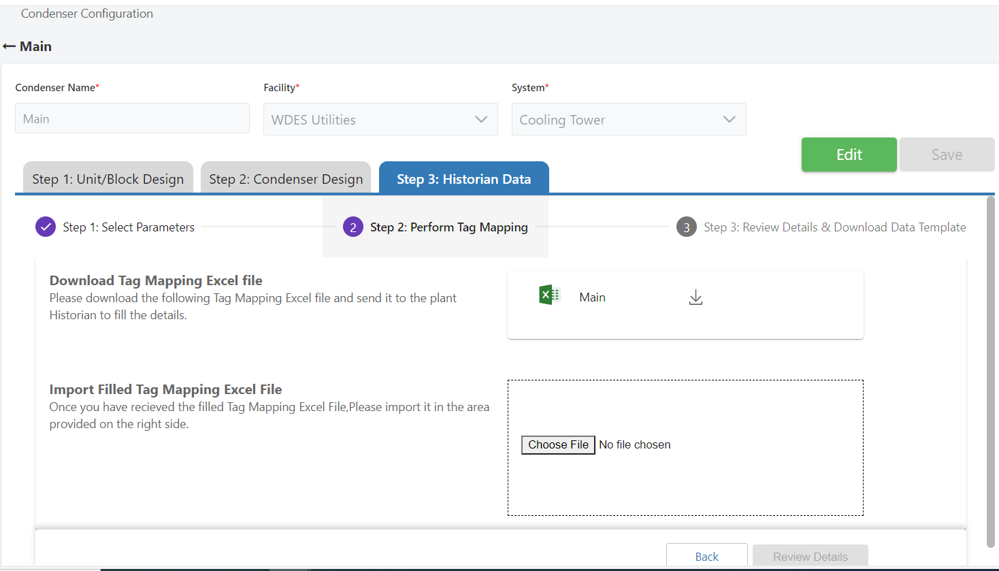 Condenser Configuration
Main
Condenser Name*
Facility*
System*
Main
WDES Utilities
Cooling Tower
Edit
Save
Step 1: Unit/Block Design
Step 2: Condenser Design
Step 3: Historian Data
Step 1: Select Parameters
2
Step 2: Perform Tag Mapping
3
Step 3: Review Details & Download Data Template
Download Tag Mapping Excel file
Please download the following Tag Mapping Excel file and send it to the plant
Historian to fill the details.
Main
Import Filled Tag Mapping Excel File
Once you have recieved the filled Tag Mapping Excel File,Please import it in the area
provided on the right side.
Choose File
No file chosen
Back
Review Details